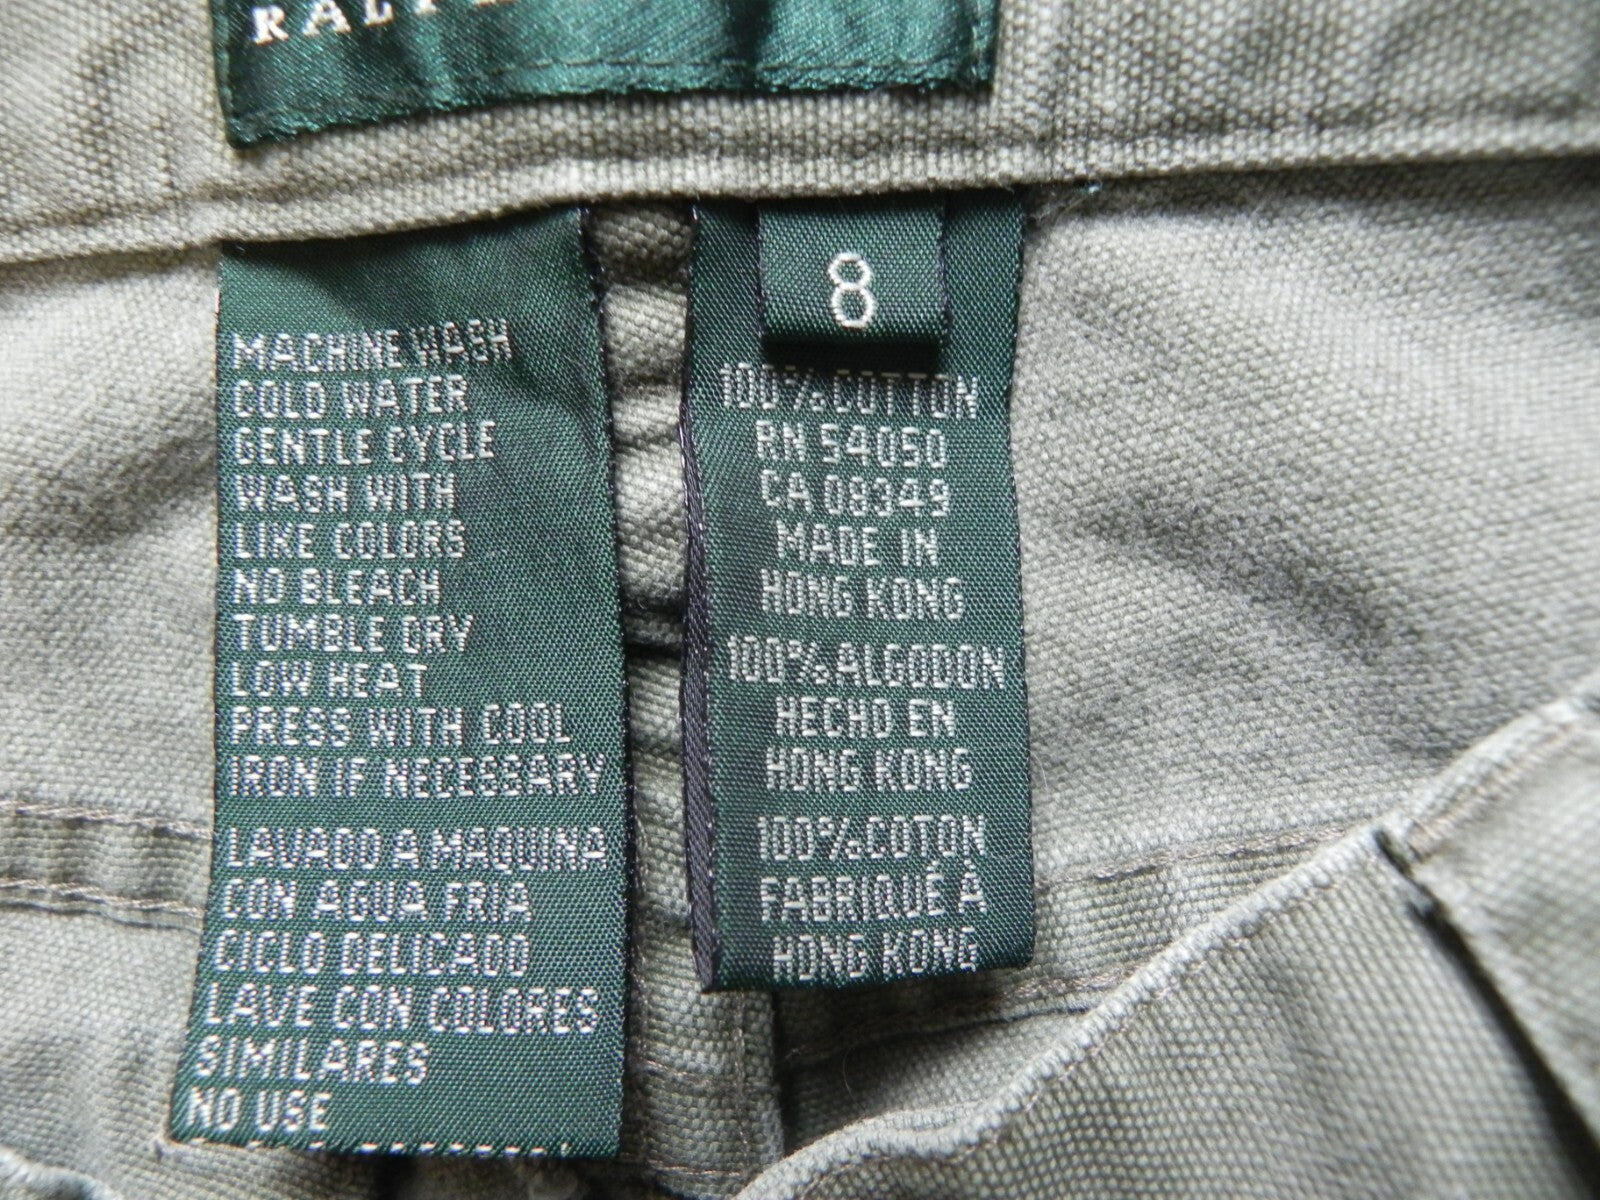 RALPH
MACHINE WASH
COLD WATER
GENTLE CYCLE
WASH WITH
LIKE COLORS
NO BLEACH
TUMBLE DRY
LOW HEAT
PRESS WITH COOL
IRON IF NECESSARY
LAVADO A MAQUINA
CON AGUA FRIA
CICLO DELICADO
LAVE CON COLORES
SIMILARES
NO USE
8
100% COTTON
RN 54050
CA 08349
MADE IN
HONG KONG
100% ALGODON
HECHO EN
HONG KONG
100% COTON
FABRIQUÉ À
HONG KONG